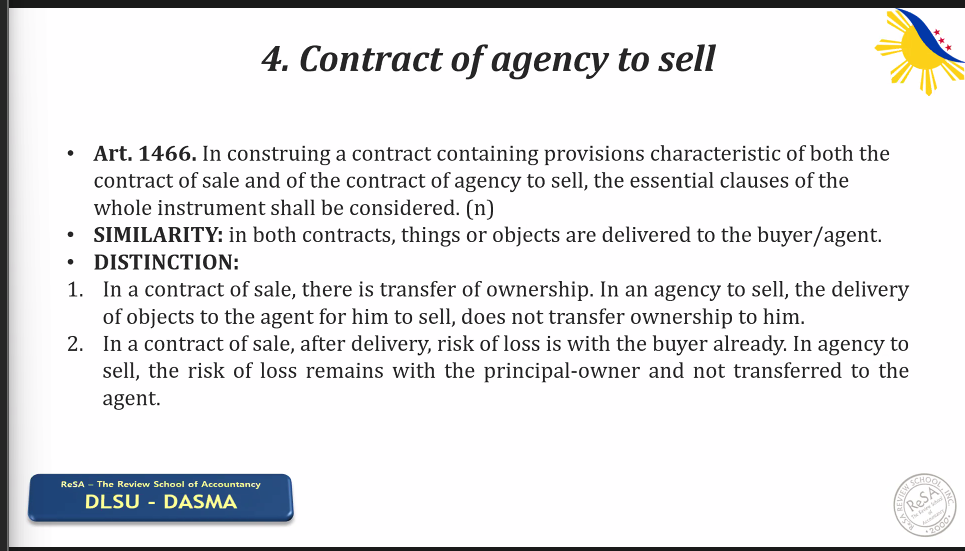 4. Contract of agency to sell
• Art. 1466. In construing a contract containing provisions characteristic of both the
contract of sale and of the contract of agency to sell, the essential clauses of the
whole instrument shall be considered. (n)
• SIMILARITY: in both contracts, things or objects are delivered to the buyer/agent.
• DISTINCTION:
1. In a contract of sale, there is transfer of ownership. In an agency to sell, the delivery
of objects to the agent for him to sell, does not transfer ownership to him.
2. In a contract of sale, after delivery, risk of loss is with the buyer already. In agency to
sell, the risk of loss remains with the principal-owner and not transferred to the
agent.
ReSA – The Review School of Accountancy
DLSU - DASMA
ReSA REVIEW SCHOOL, INC.
ReSA
The Review School
of
Accountancy
• 2000 •